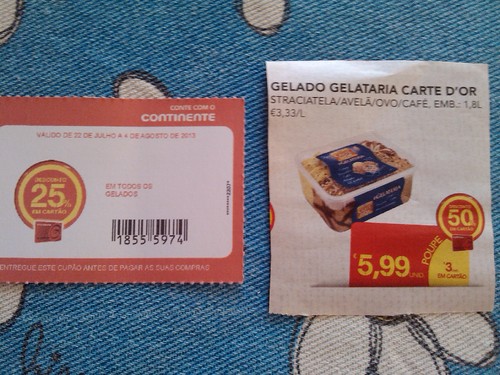 CONTE COM O
CONTINENTE
VÁLIDO DE 22 DE JULHO A 4 DE AGOSTO DE 2013
DESCONTO
25%
EM CARTÃO
EM TODOS OS
GELADOS
1855 5974
ENTREGUE ESTE CUPÃO ANTES DE PAGAR AS SUAS COMPRAS
GELADO GELATARIA CARTE D'OR
STRACIATELA/AVELÃ/OVO/CAFÉ, EMB.: 1,8L
€3,33/L
DESCONTO
50%
EM CARTÃO
€5,99
UNID.
POUPE
3
EM CARTÃO